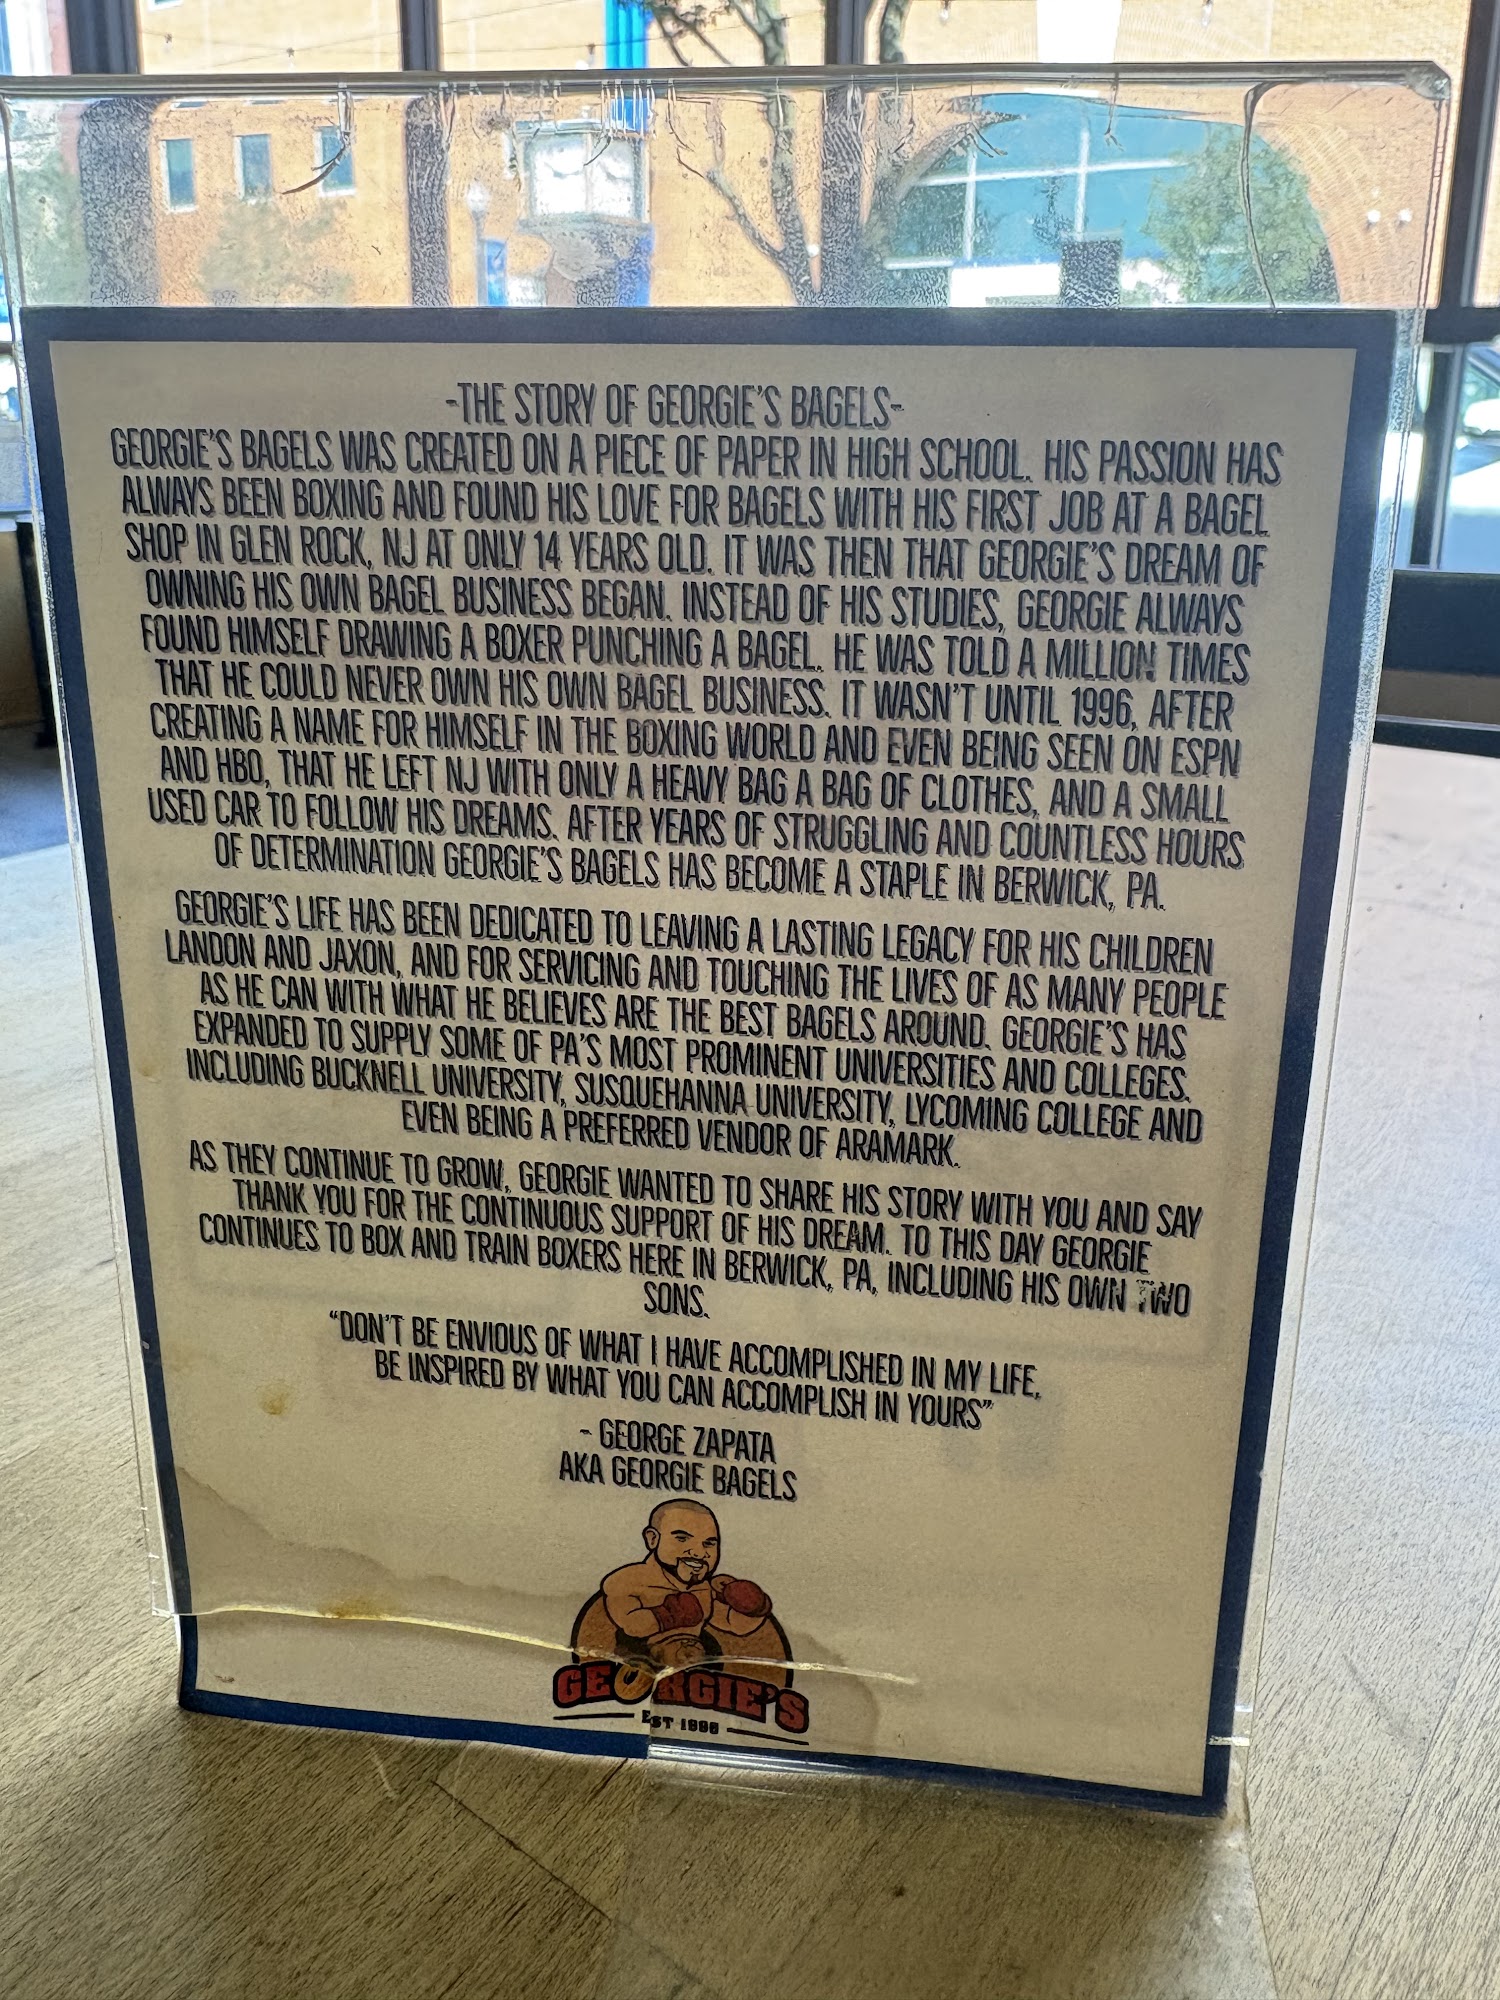 -THE STORY OF GEORGIE'S BAGELS-
GEORGIE'S BAGELS WAS CREATED ON A PIECE OF PAPER IN HIGH SCHOOL. HIS PASSION HAS
ALWAYS BEEN BOXING AND FOUND HIS LOVE FOR BAGELS WITH HIS FIRST JOB AT A BAGEL
SHOP IN GLEN ROCK, NJ AT ONLY 14 YEARS OLD. IT WAS THEN THAT GEORGIE'S DREAM OF
OWNING HIS OWN BAGEL BUSINESS BEGAN. INSTEAD OF HIS STUDIES, GEORGIE ALWAYS
FOUND HIMSELF DRAWING A BOXER PUNCHING A BAGEL. HE WAS TOLD A MILLION TIMES
THAT HE COULD NEVER OWN HIS OWN BAGEL BUSINESS. IT WASN'T UNTIL 1996, AFTER
CREATING A NAME FOR HIMSELF IN THE BOXING WORLD AND EVEN BEING SEEN ON ESPN
AND HBO, THAT HE LEFT NJ WITH ONLY A HEAVY BAG A BAG OF CLOTHES, AND A SMALL
USED CAR TO FOLLOW HIS DREAMS. AFTER YEARS OF STRUGGLING AND COUNTLESS HOURS
OF DETERMINATION GEORGIE'S BAGELS HAS BECOME A STAPLE IN BERWICK, PA.
GEORGIE'S LIFE HAS BEEN DEDICATED TO LEAVING A LASTING LEGACY FOR HIS CHILDREN
LANDON AND JAXON, AND FOR SERVICING AND TOUCHING THE LIVES OF AS MANY PEOPLE
AS HE CAN WITH WHAT HE BELIEVES ARE THE BEST BAGELS AROUND. GEORGIE'S HAS
EXPANDED TO SUPPLY SOME OF PA'S MOST PROMINENT UNIVERSITIES AND COLLEGES.
INCLUDING BUCKNELL UNIVERSITY, SUSQUEHANNA UNIVERSITY, LYCOMING COLLEGE AND
EVEN BEING A PREFERRED VENDOR OF ARAMARK.
AS THEY CONTINUE TO GROW, GEORGIE WANTED TO SHARE HIS STORY WITH YOU AND SAY
THANK YOU FOR THE CONTINUOUS SUPPORT OF HIS DREAM. TO THIS DAY GEORGIE
CONTINUES TO BOX AND TRAIN BOXERS HERE IN BERWICK, PA, INCLUDING HIS OWN TWO
SONS.
"DON'T BE ENVIOUS OF WHAT I HAVE ACCOMPLISHED IN MY LIFE,
BE INSPIRED BY WHAT YOU CAN ACCOMPLISH IN YOURS"
- GEORGE ZAPATA
AKA GEORGIE BAGELS
GEORGIE'S
EST 1996